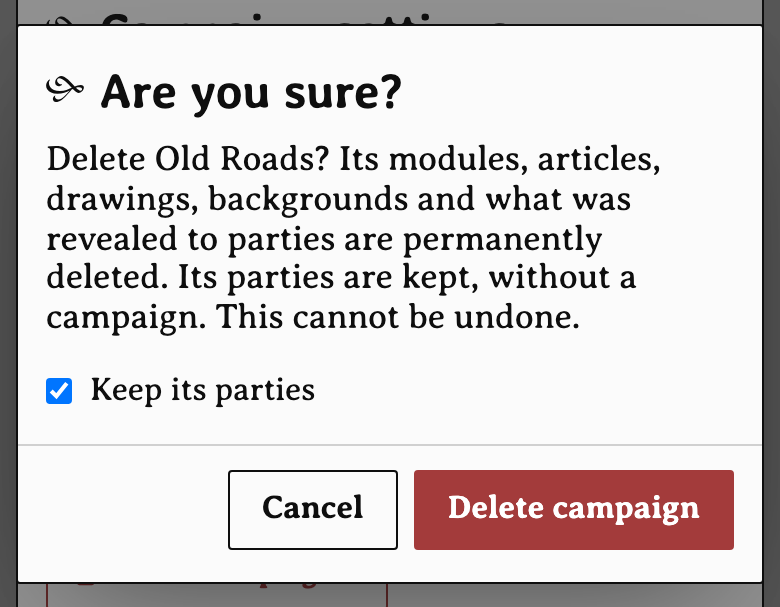 Are you sure?
Delete Old Roads? Its modules, articles,
drawings, backgrounds and what was
revealed to parties are permanently
deleted. Its parties are kept, without a
campaign. This cannot be undone.
Keep its parties
Cancel
Delete campaign